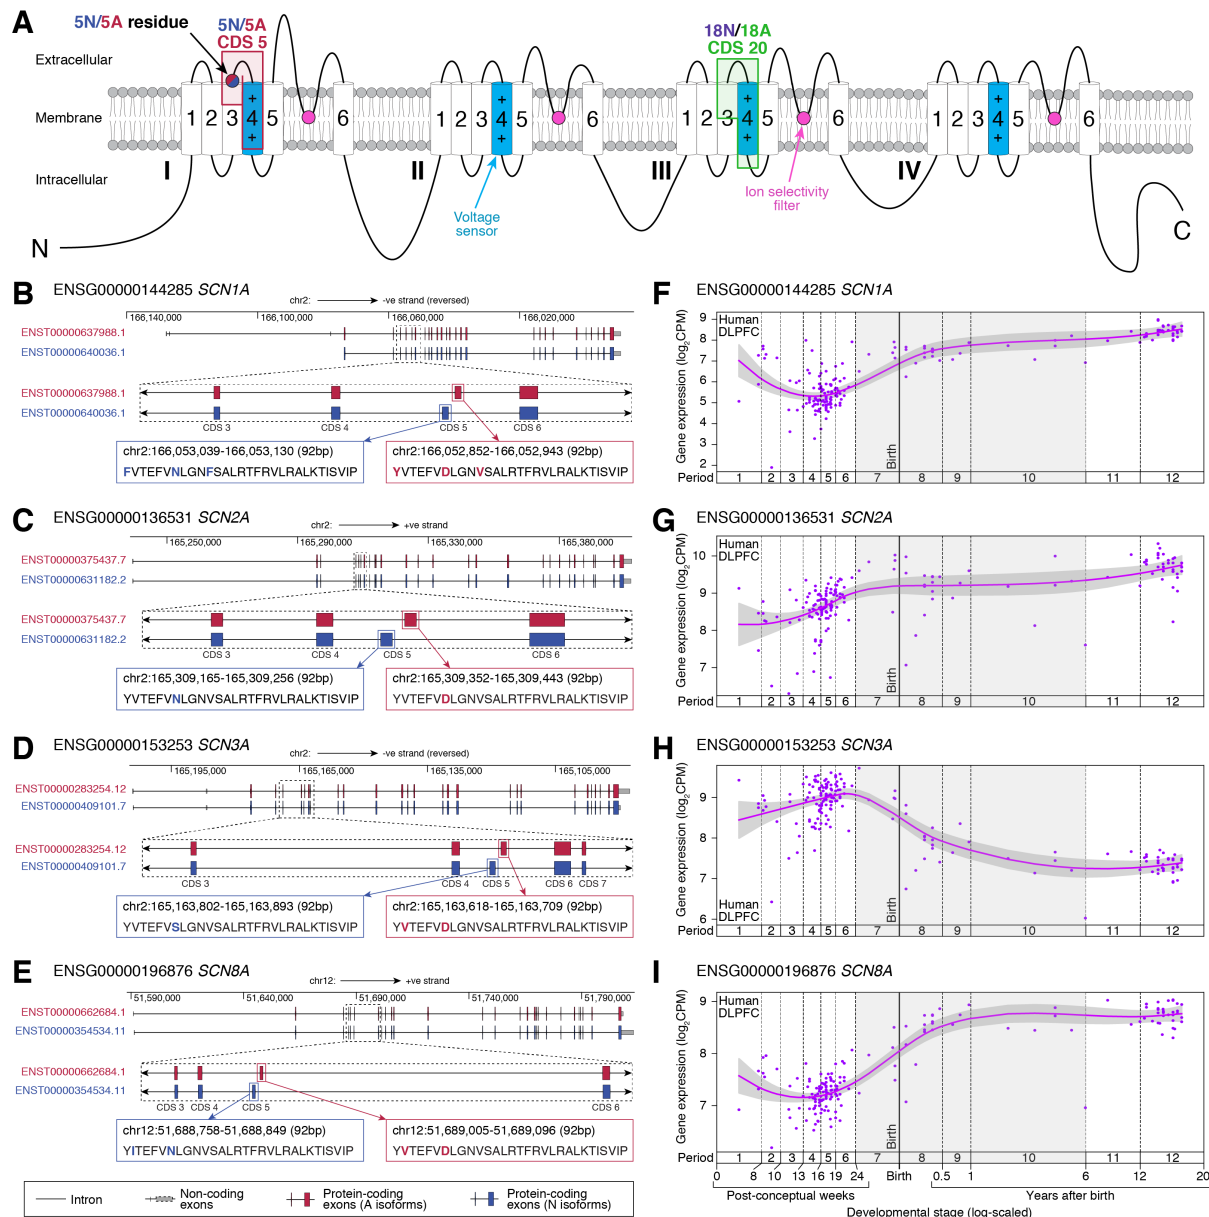 A
5N/5A residue
5N/5A
CDS 5
18N/18A
CDS 20
Extracellular
Membrane
Intracellular
1 2 3 4 5 6
1 2 3 4 5 6
1 2 3 4 5 6
1 2 3 4 5 6
+ +
+ +
+ +
+ +
I
II
III
IV
Voltage
sensor
Ion selectivity
filter
N
C
B
ENSG00000144285 SCN1A
chr2:
-ve strand (reversed)
166,140,000
166,100,000
166,060,000
166,020,000
ENST00000637988.1
ENST00000640036.1
ENST00000637988.1
ENST00000640036.1
CDS 3
CDS 4
CDS 5
CDS 6
chr2:166,053,039-166,053,130 (92bp)
FVTEFVNLGNFSALRTFRVLRALKTISVIP
chr2:166,052,852-166,052,943 (92bp)
YVTEFVDLGNVSALRTFRVLRALKTISVIP
C
ENSG00000136531 SCN2A
chr2:
+ve strand
165,250,000
165,290,000
165,330,000
165,380,000
ENST00000375437.7
ENST00000631182.2
ENST00000375437.7
ENST00000631182.2
CDS 3
CDS 4
CDS 5
CDS 6
chr2:165,309,165-165,309,256 (92bp)
YVTEFVNLGNVSALRTFRVLRALKTISVIP
chr2:165,309,352-165,309,443 (92bp)
YVTEFVDLGNVSALRTFRVLRALKTISVIP
D
ENSG00000153253 SCN3A
chr2:
-ve strand (reversed)
165,195,000
165,165,000
165,135,000
165,105,000
ENST00000283254.12
ENST00000409101.7
ENST00000283254.12
ENST00000409101.7
CDS 3
CDS 4
CDS 5
CDS 6
CDS 7
chr2:165,163,802-165,163,893 (92bp)
YVTEFVSLGNVSALRTFRVLRALKTISVIP
chr2:165,163,618-165,163,709 (92bp)
YVTEFVDLGNVSALRTFRVLRALKTISVIP
E
ENSG00000196876 SCN8A
chr12:
+ve strand
51,590,000
51,640,000
51,690,000
51,740,000
51,790,000
ENST00000662684.1
ENST00000354534.11
ENST00000662684.1
ENST00000354534.11
CDS 3
CDS 4
CDS 5
CDS 6
chr12:51,688,758-51,688,849 (92bp)
YITEFVNLGNVSALRTFRVLRALKTISVIP
chr12:51,689,005-51,689,096 (92bp)
YVTEFVDLGNVSALRTFRVLRALKTISVIP
Intron
Non-coding
exons
Protein-coding
exons (A isoforms)
Protein-coding
exons (N isoforms)
F
ENSG00000144285 SCN1A
Human
DLPFC
Gene expression (log2CPM)
9
8
7
6
5
4
3
2
Birth
Period 1 2 3 4 5 6 7 8 9 10 11 12
G
ENSG00000136531 SCN2A
Human
DLPFC
Gene expression (log2CPM)
10
9
8
7
Birth
Period 1 2 3 4 5 6 7 8 9 10 11 12
H
ENSG00000153253 SCN3A
Human
DLPFC
Gene expression (log2CPM)
9
8
7
6
Birth
Period 1 2 3 4 5 6 7 8 9 10 11 12
I
ENSG00000196876 SCN8A
Human
DLPFC
Gene expression (log2CPM)
9
8
7
Birth
Period 1 2 3 4 5 6 7 8 9 10 11 12
0 8 10 13 16 19 24 Birth 0.5 1 6 12 20
Post-conceptual weeks
Years after birth
Developmental stage (log-scaled)